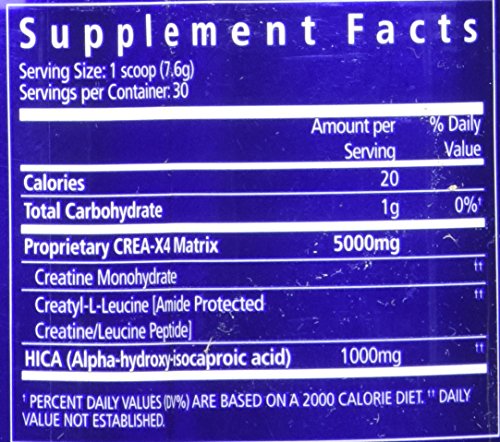 Supplement Facts
Serving Size: 1 scoop (7.6g)
Servings per Container: 30
Amount per Serving % Daily Value
Calories 20
Total Carbohydrate 1g 0%†
Proprietary CREA-X4 Matrix 5000mg
Creatine Monohydrate ††
Creatyl-L-Leucine [Amide Protected ††
Creatine/Leucine Peptide]
HICA (Alpha-hydroxy-isocaproic acid) 1000mg ††
† PERCENT DAILY VALUES (DV%) ARE BASED ON A 2000 CALORIE DIET. †† DAILY
VALUE NOT ESTABLISHED.